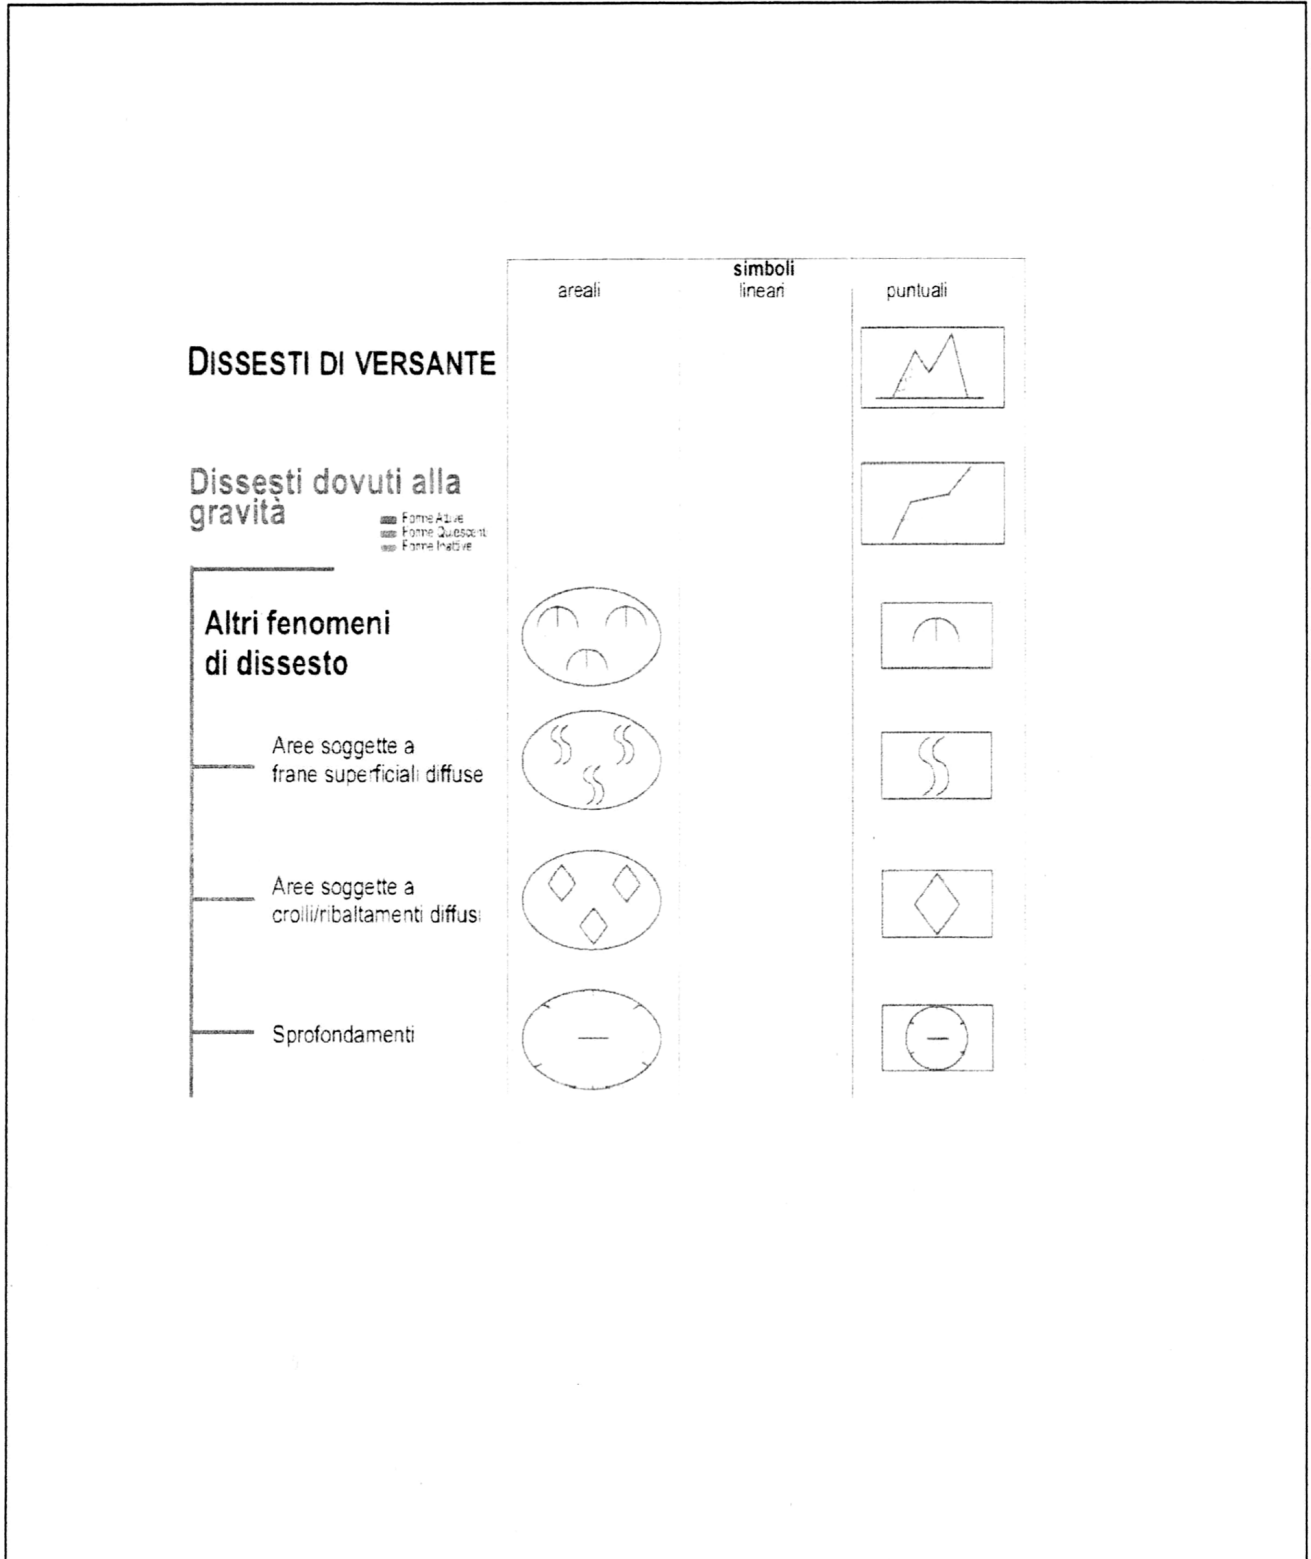 simboli
areali lineari puntuali
DISSESTI DI VERSANTE
Dissesti dovuti alla
gravità
Forme Attive
Forme Quiescenti
Forme Inattive
Altri fenomeni
di dissesto
Aree soggette a
frane superficiali diffuse
Aree soggette a
crolli/ribaltamenti diffusi
Sprofondamenti